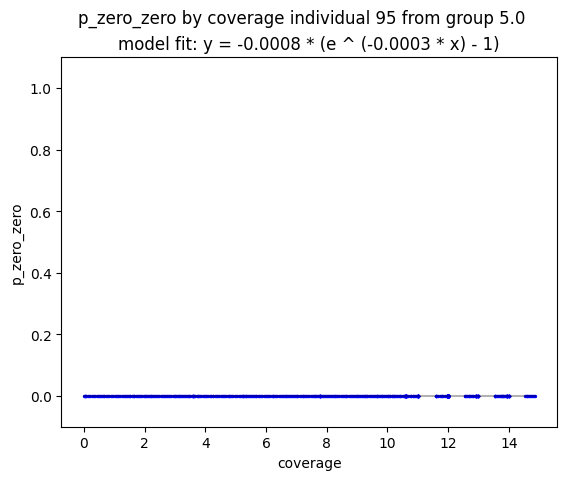 p_zero_zero by coverage individual 95 from group 5.0
model fit: y = -0.0008 * (e ^ (-0.0003 * x) - 1)
1.0
0.8
0.6
0.4
0.2
0.0
p_zero_zero
0 2 4 6 8 10 12 14
coverage